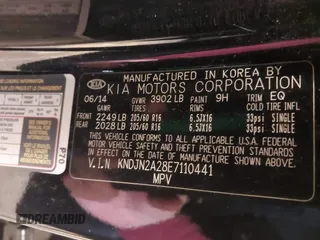 MANUFACTURED IN KOREA BY
KIA KIA MOTORS CORPORATION
06/14 GVWR 3902LB PAINT 9H TRIM EQ
GAWR TIRES RIMS COLD TIRE INFL
FRONT 2249LB 205/60 R16 6.5JX16 33psi SINGLE
REAR 2028LB 205/60 R16 6.5JX16 33psi SINGLE
THIS VEHICLE CONFORMS TO ALL APPLICABLE U.S.A FEDERAL
MOTOR VEHICLE SAFETY AND THEFT PREVENTION STANDARDS
IN EFFECT ON THE DATE OF MANUFACTURE SHOWN ABOVE.
V.I.N KNDJN2A28E7110441
MPV
P70
DREAMBID